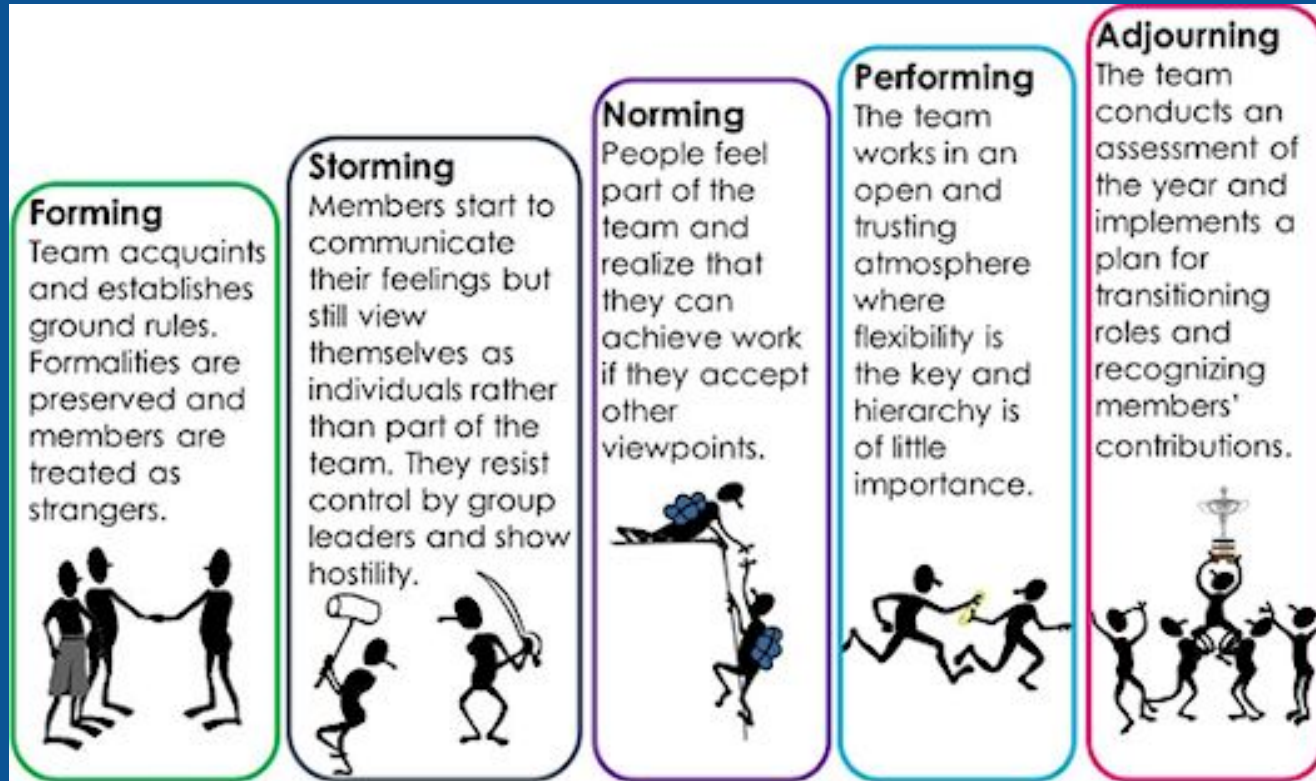 Forming
Team acquaints
and establishes
ground rules.
Formalities are
preserved and
members are
treated as
strangers.
Storming
Members start to
communicate
their feelings but
still view
themselves as
individuals rather
than part of the
team. They resist
control by group
leaders and show
hostility.
Norming
People feel
part of the
team and
realize that
they can
achieve work
if they accept
other
viewpoints.
Performing
The team
works in an
open and
trusting
atmosphere
where
flexibility is
the key and
hierarchy is
of little
importance.
Adjourning
The team
conducts an
assessment of
the year and
implements a
plan for
transitioning
roles and
recognizing
members'
contributions.